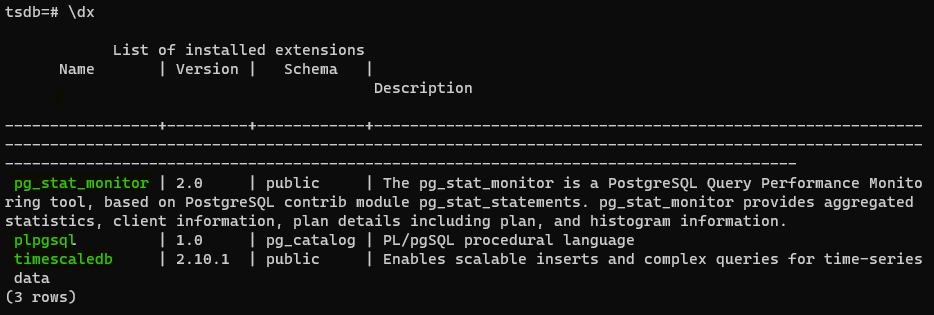 tsdb=# \dx
List of installed extensions
Name | Version | Schema |
Description
-----------------+---------+------------+-------------------------------------------------------------
------------------------------------------------------------------------------------------------------
----------------------------------------------------------------------------------------
pg_stat_monitor | 2.0 | public | The pg_stat_monitor is a PostgreSQL Query Performance Monito
ring tool, based on PostgreSQL contrib module pg_stat_statements. pg_stat_monitor provides aggregated
statistics, client information, plan details including plan, and histogram information.
plpgsql | 1.0 | pg_catalog | PL/pgSQL procedural language
timescaledb | 2.10.1 | public | Enables scalable inserts and complex queries for time-series
data
(3 rows)